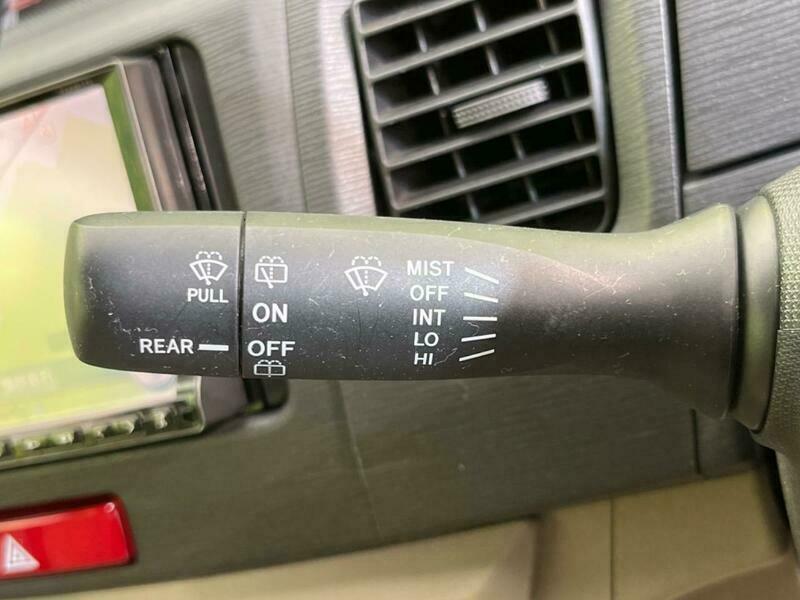 PULL
REAR
ON
OFF
MIST
OFF
INT
LO
HI